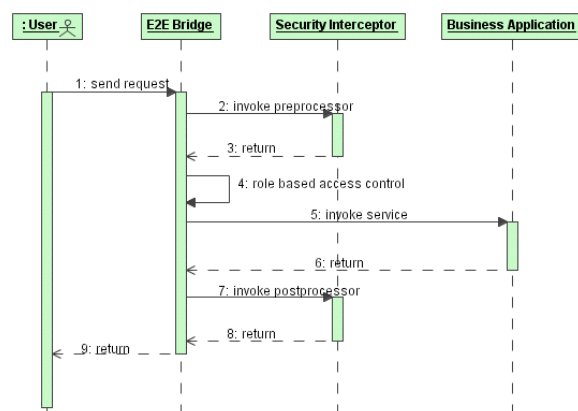 : User
E2E Bridge
Security Interceptor
Business Application
1: send request
2: invoke preprocessor
3: return
4: role based access control
5: invoke service
6: return
7: invoke postprocessor
8: return
9: return